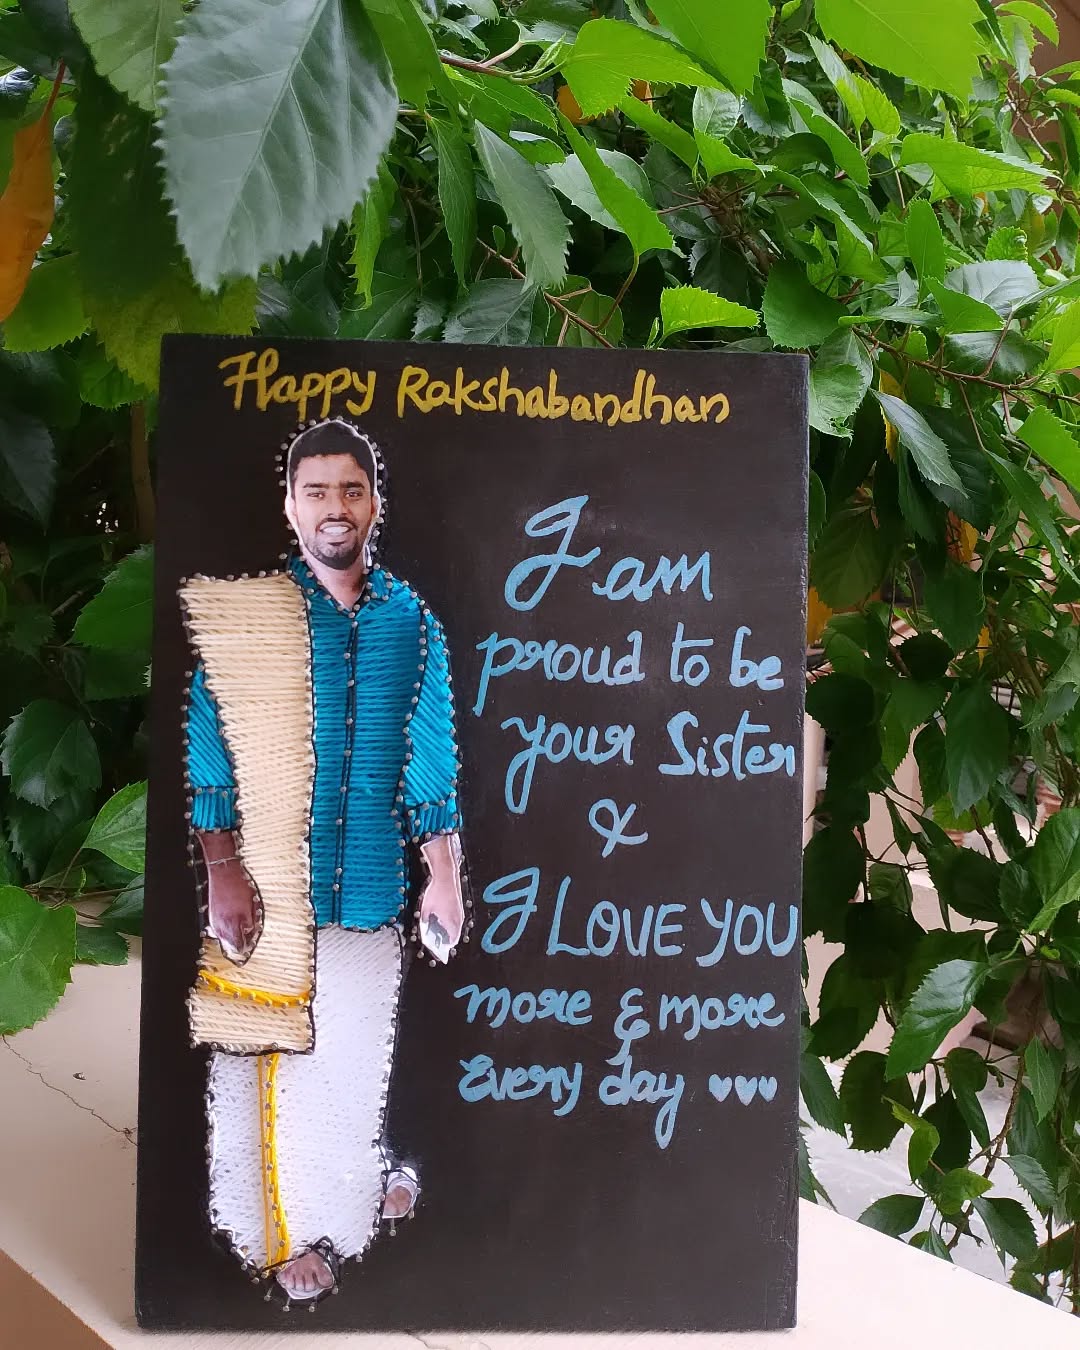 Happy Rakshabandhan
I am
proud to be
your Sister
&
I LOVE YOU
more & more
Every day ♥♥♥